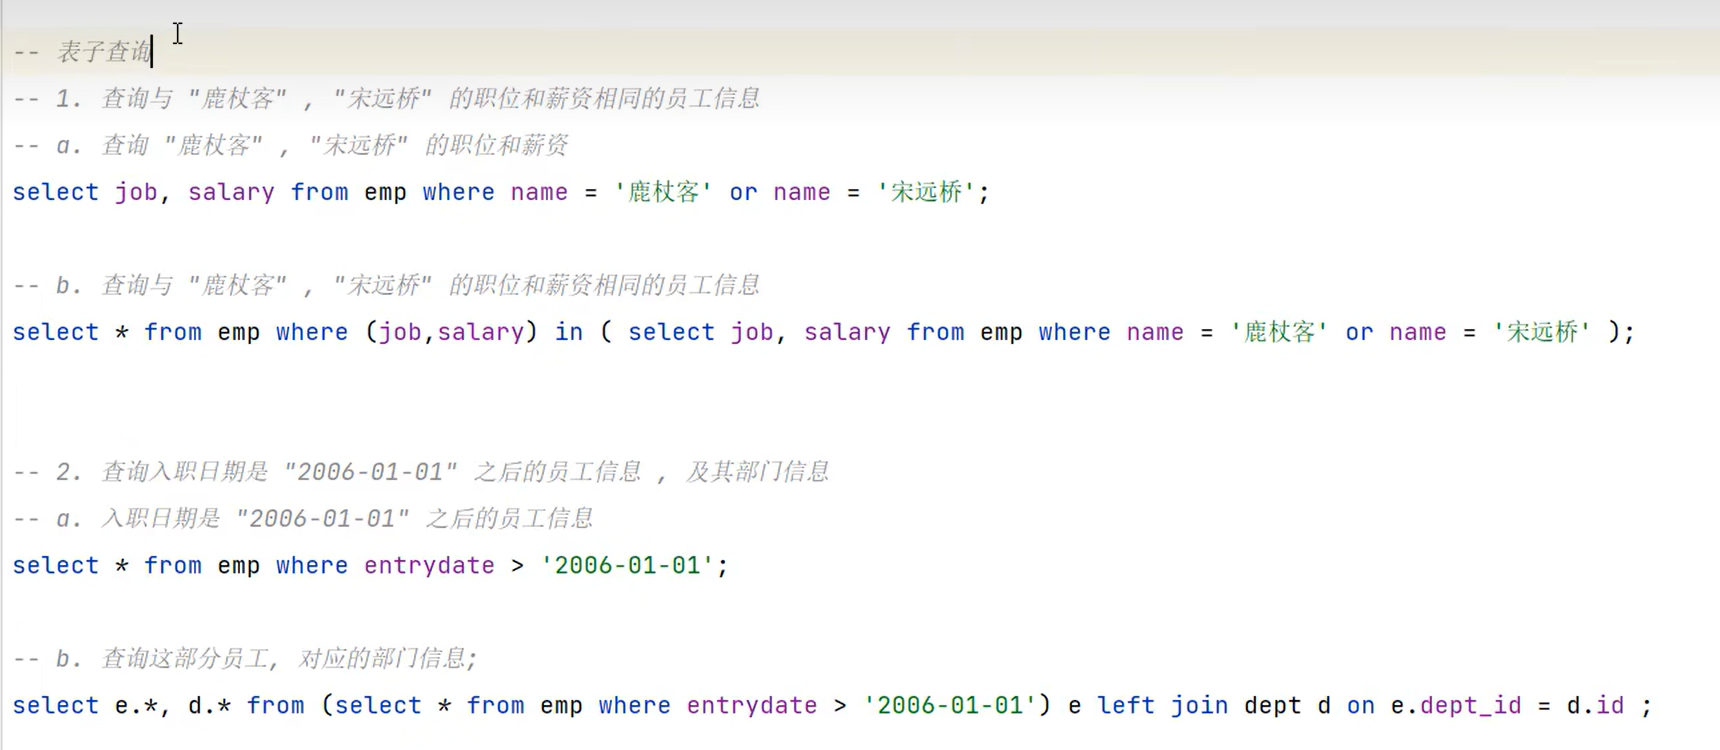 -- 表子查询
-- 1. 查询与 "鹿杖客" , "宋远桥" 的职位和薪资相同的员工信息
-- a. 查询 "鹿杖客" , "宋远桥" 的职位和薪资
select job, salary from emp where name = '鹿杖客' or name = '宋远桥';
-- b. 查询与 "鹿杖客" , "宋远桥" 的职位和薪资相同的员工信息
select * from emp where (job,salary) in ( select job, salary from emp where name = '鹿杖客' or name = '宋远桥' );
-- 2. 查询入职日期是 "2006-01-01" 之后的员工信息 , 及其部门信息
-- a. 入职日期是 "2006-01-01" 之后的员工信息
select * from emp where entrydate > '2006-01-01';
-- b. 查询这部分员工, 对应的部门信息;
select e.*, d.* from (select * from emp where entrydate > '2006-01-01') e left join dept d on e.dept_id = d.id ;